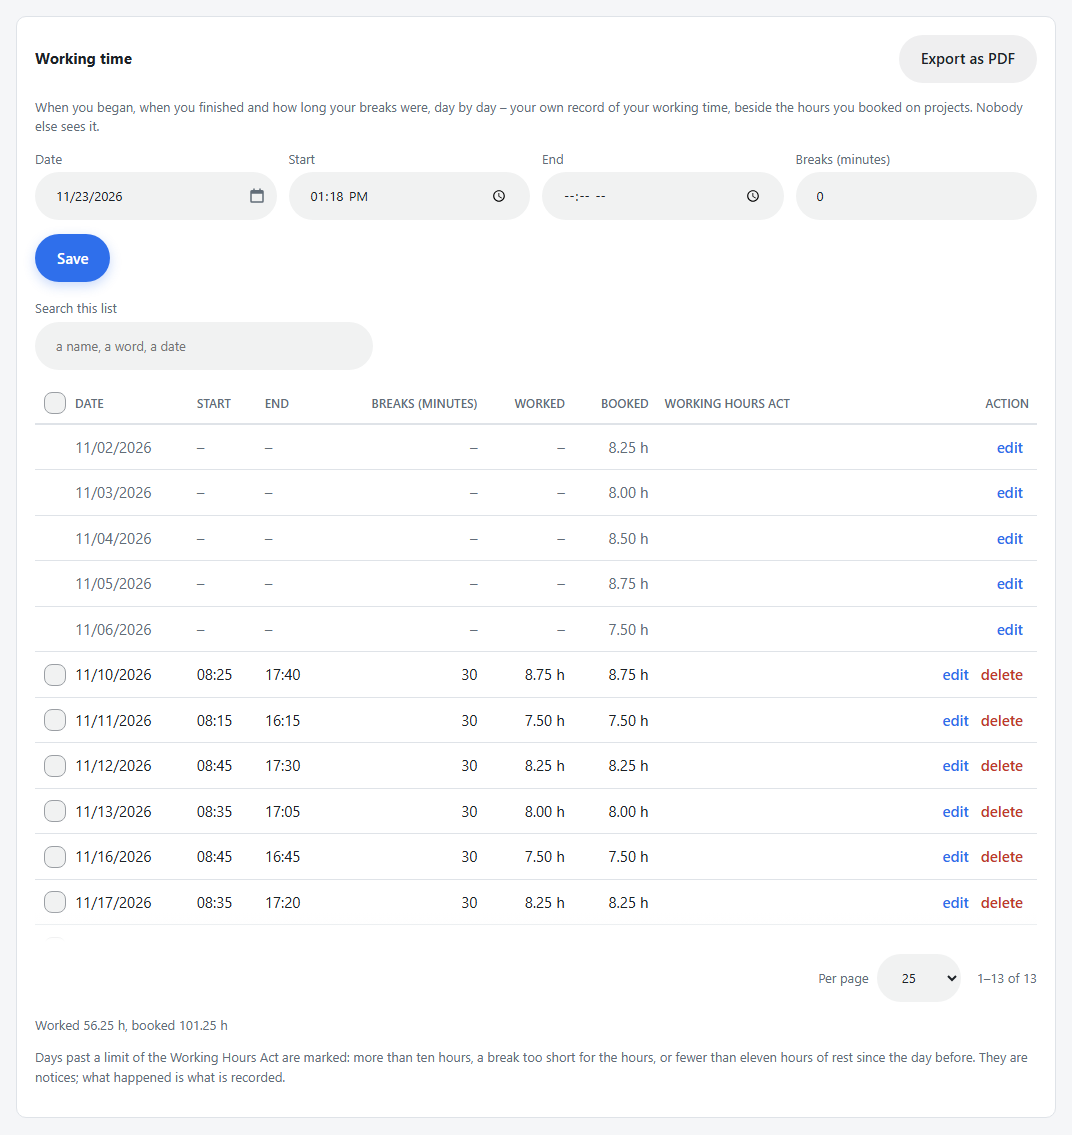 Working time
Export as PDF
When you began, when you finished and how long your breaks were, day by day – your own record of your working time, beside the hours you booked on projects. Nobody
else sees it.
Date Start End Breaks (minutes)
11/23/2026 01:18 PM --:-- -- 0
Save
Search this list
a name, a word, a date
DATE START END BREAKS (MINUTES) WORKED BOOKED WORKING HOURS ACT ACTION
11/02/2026 – – – – 8.25 h edit
11/03/2026 – – – – 8.00 h edit
11/04/2026 – – – – 8.50 h edit
11/05/2026 – – – – 8.75 h edit
11/06/2026 – – – – 7.50 h edit
11/10/2026 08:25 17:40 30 8.75 h 8.75 h edit delete
11/11/2026 08:15 16:15 30 7.50 h 7.50 h edit delete
11/12/2026 08:45 17:30 30 8.25 h 8.25 h edit delete
11/13/2026 08:35 17:05 30 8.00 h 8.00 h edit delete
11/16/2026 08:45 16:45 30 7.50 h 7.50 h edit delete
11/17/2026 08:35 17:20 30 8.25 h 8.25 h edit delete
Per page 25 1–13 of 13
Worked 56.25 h, booked 101.25 h
Days past a limit of the Working Hours Act are marked: more than ten hours, a break too short for the hours, or fewer than eleven hours of rest since the day before. They are
notices; what happened is what is recorded.